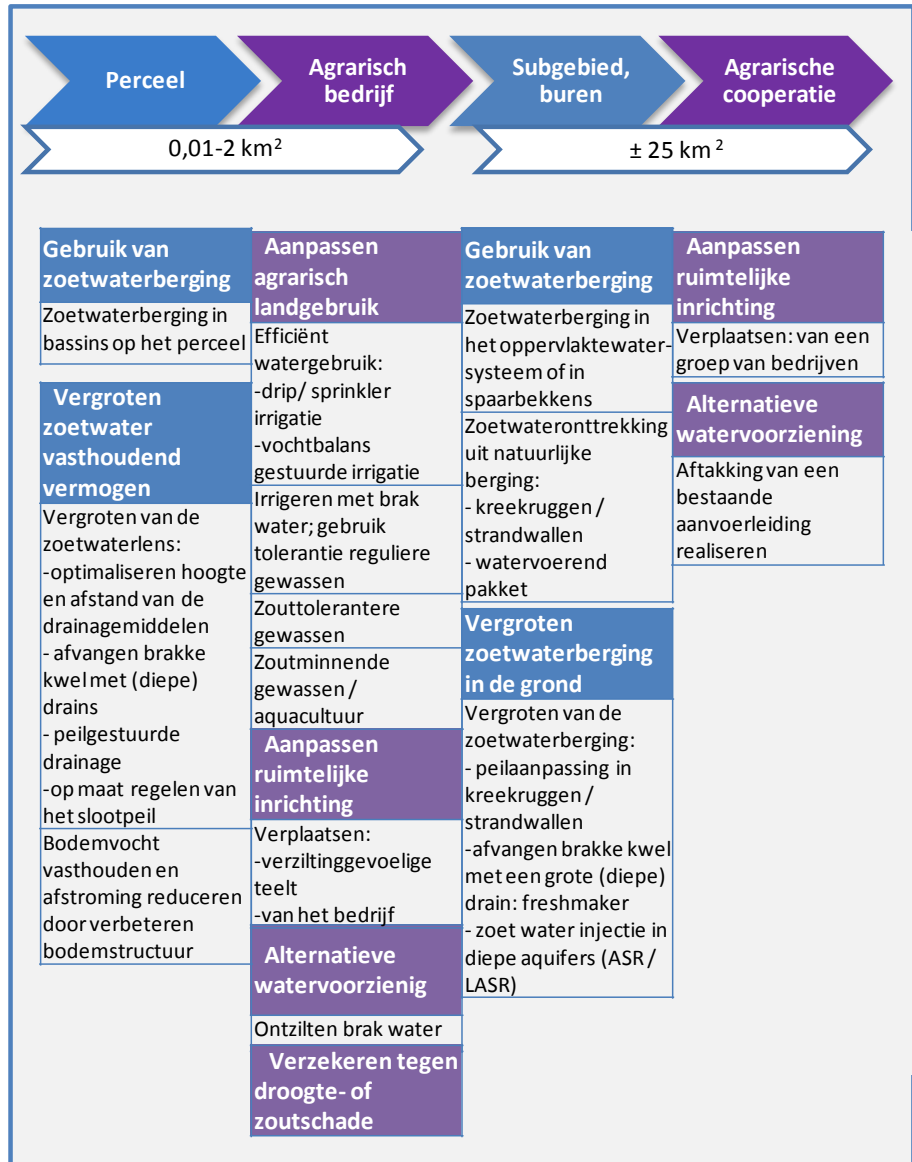 Perceel
Agrarisch
bedrijf
Subgebied,
buren
Agrarische
cooperatie
0,01-2 km²
± 25 km ²
Gebruik van
zoetwaterberging
Zoetwaterberging in
bassins op het perceel
Vergroten
zoetwater
vasthoudend
vermogen
Vergroten van de
zoetwaterlens:
-optimaliseren hoogte
en afstand van de
drainagemiddelen
- afvangen brakke
kwel met (diepe)
drains
- peilgestuurde
drainage
-op maat regelen van
het slootpeil
Bodemvocht
vasthouden en
afstroming reduceren
door verbeteren
bodemstructuur
Aanpassen
agrarisch
landgebruik
Efficiënt
watergebruik:
-drip/ sprinkler
irrigatie
-vochtbalans
gestuurde irrigatie
Irrigeren met brak
water; gebruik
tolerantie reguliere
gewassen
Zouttolerantere
gewassen
Zoutminnende
gewassen /
aquacultuur
Aanpassen
ruimtelijke
inrichting
Verplaatsen:
-verziltinggevoelige
teelt
-van het bedrijf
Alternatieve
watervoorzienig
Ontzilten brak water
Verzekeren tegen
droogte- of
zoutschade
Gebruik van
zoetwaterberging
Zoetwaterberging in
het oppervlaktewater-
systeem of in
spaarbekkens
Zoetwateronttrekking
uit natuurlijke
berging:
- kreekruggen /
strandwallen
- watervoerend
pakket
Vergroten
zoetwaterberging
in de grond
Vergroten van de
zoetwaterberging:
- peilaanpassing in
kreekruggen /
strandwallen
-afvangen brakke kwel
met een grote (diepe)
drain: freshmaker
- zoet water injectie in
diepe aquifers (ASR /
LASR)
Aanpassen
ruimtelijke
inrichting
Verplaatsen: van een
groep van bedrijven
Alternatieve
watervoorziening
Aftakking van een
bestaande
aanvoerleiding
realiseren